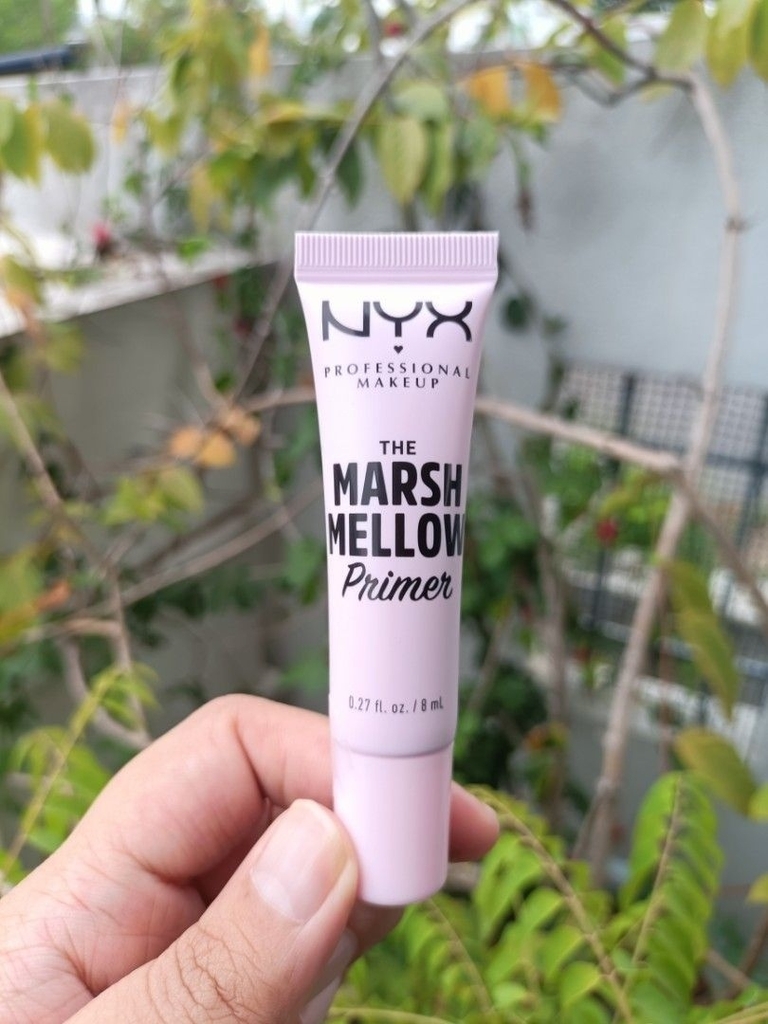 NYX
PROFESSIONAL
MAKEUP
THE
MARSH
MELLOW
Primer
0.27 fl. oz. / 8 mL